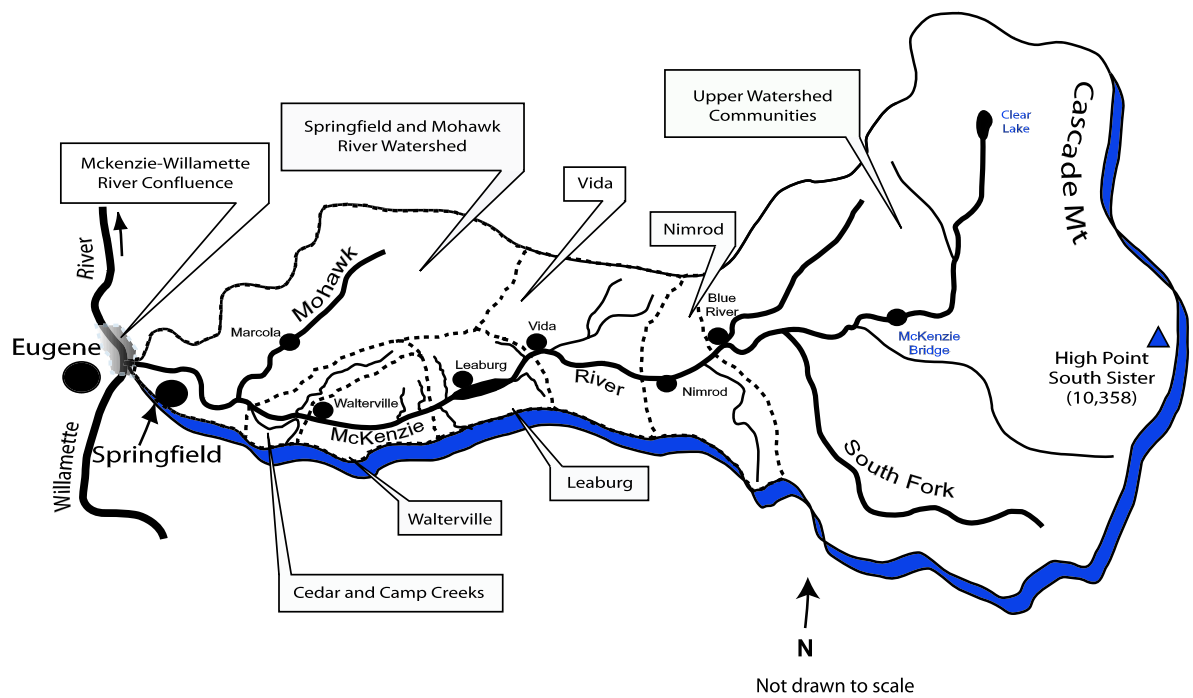 Mckenzie-Willamette
River Confluence
Springfield and Mohawk
River Watershed
Upper Watershed
Communities
Vida
Nimrod
Clear
Lake
Cascade Mt
River
Mohawk
Marcola
Blue
River
Vida
McKenzie
Bridge
Eugene
High Point
South Sister
(10,358)
Leaburg
River
Nimrod
Walterville
McKenzie
Springfield
Willamette
South Fork
Leaburg
Walterville
Cedar and Camp Creeks
N
Not drawn to scale